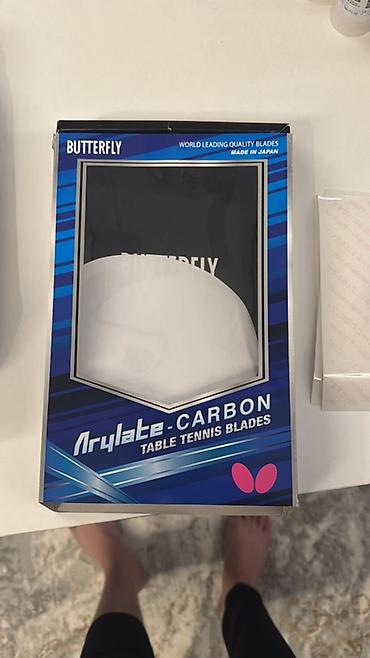 BUTTERFLY
WORLD LEADING QUALITY BLADES
MADE IN JAPAN
BUTTERFLY
Arylate-CARBON
TABLE TENNIS BLADES